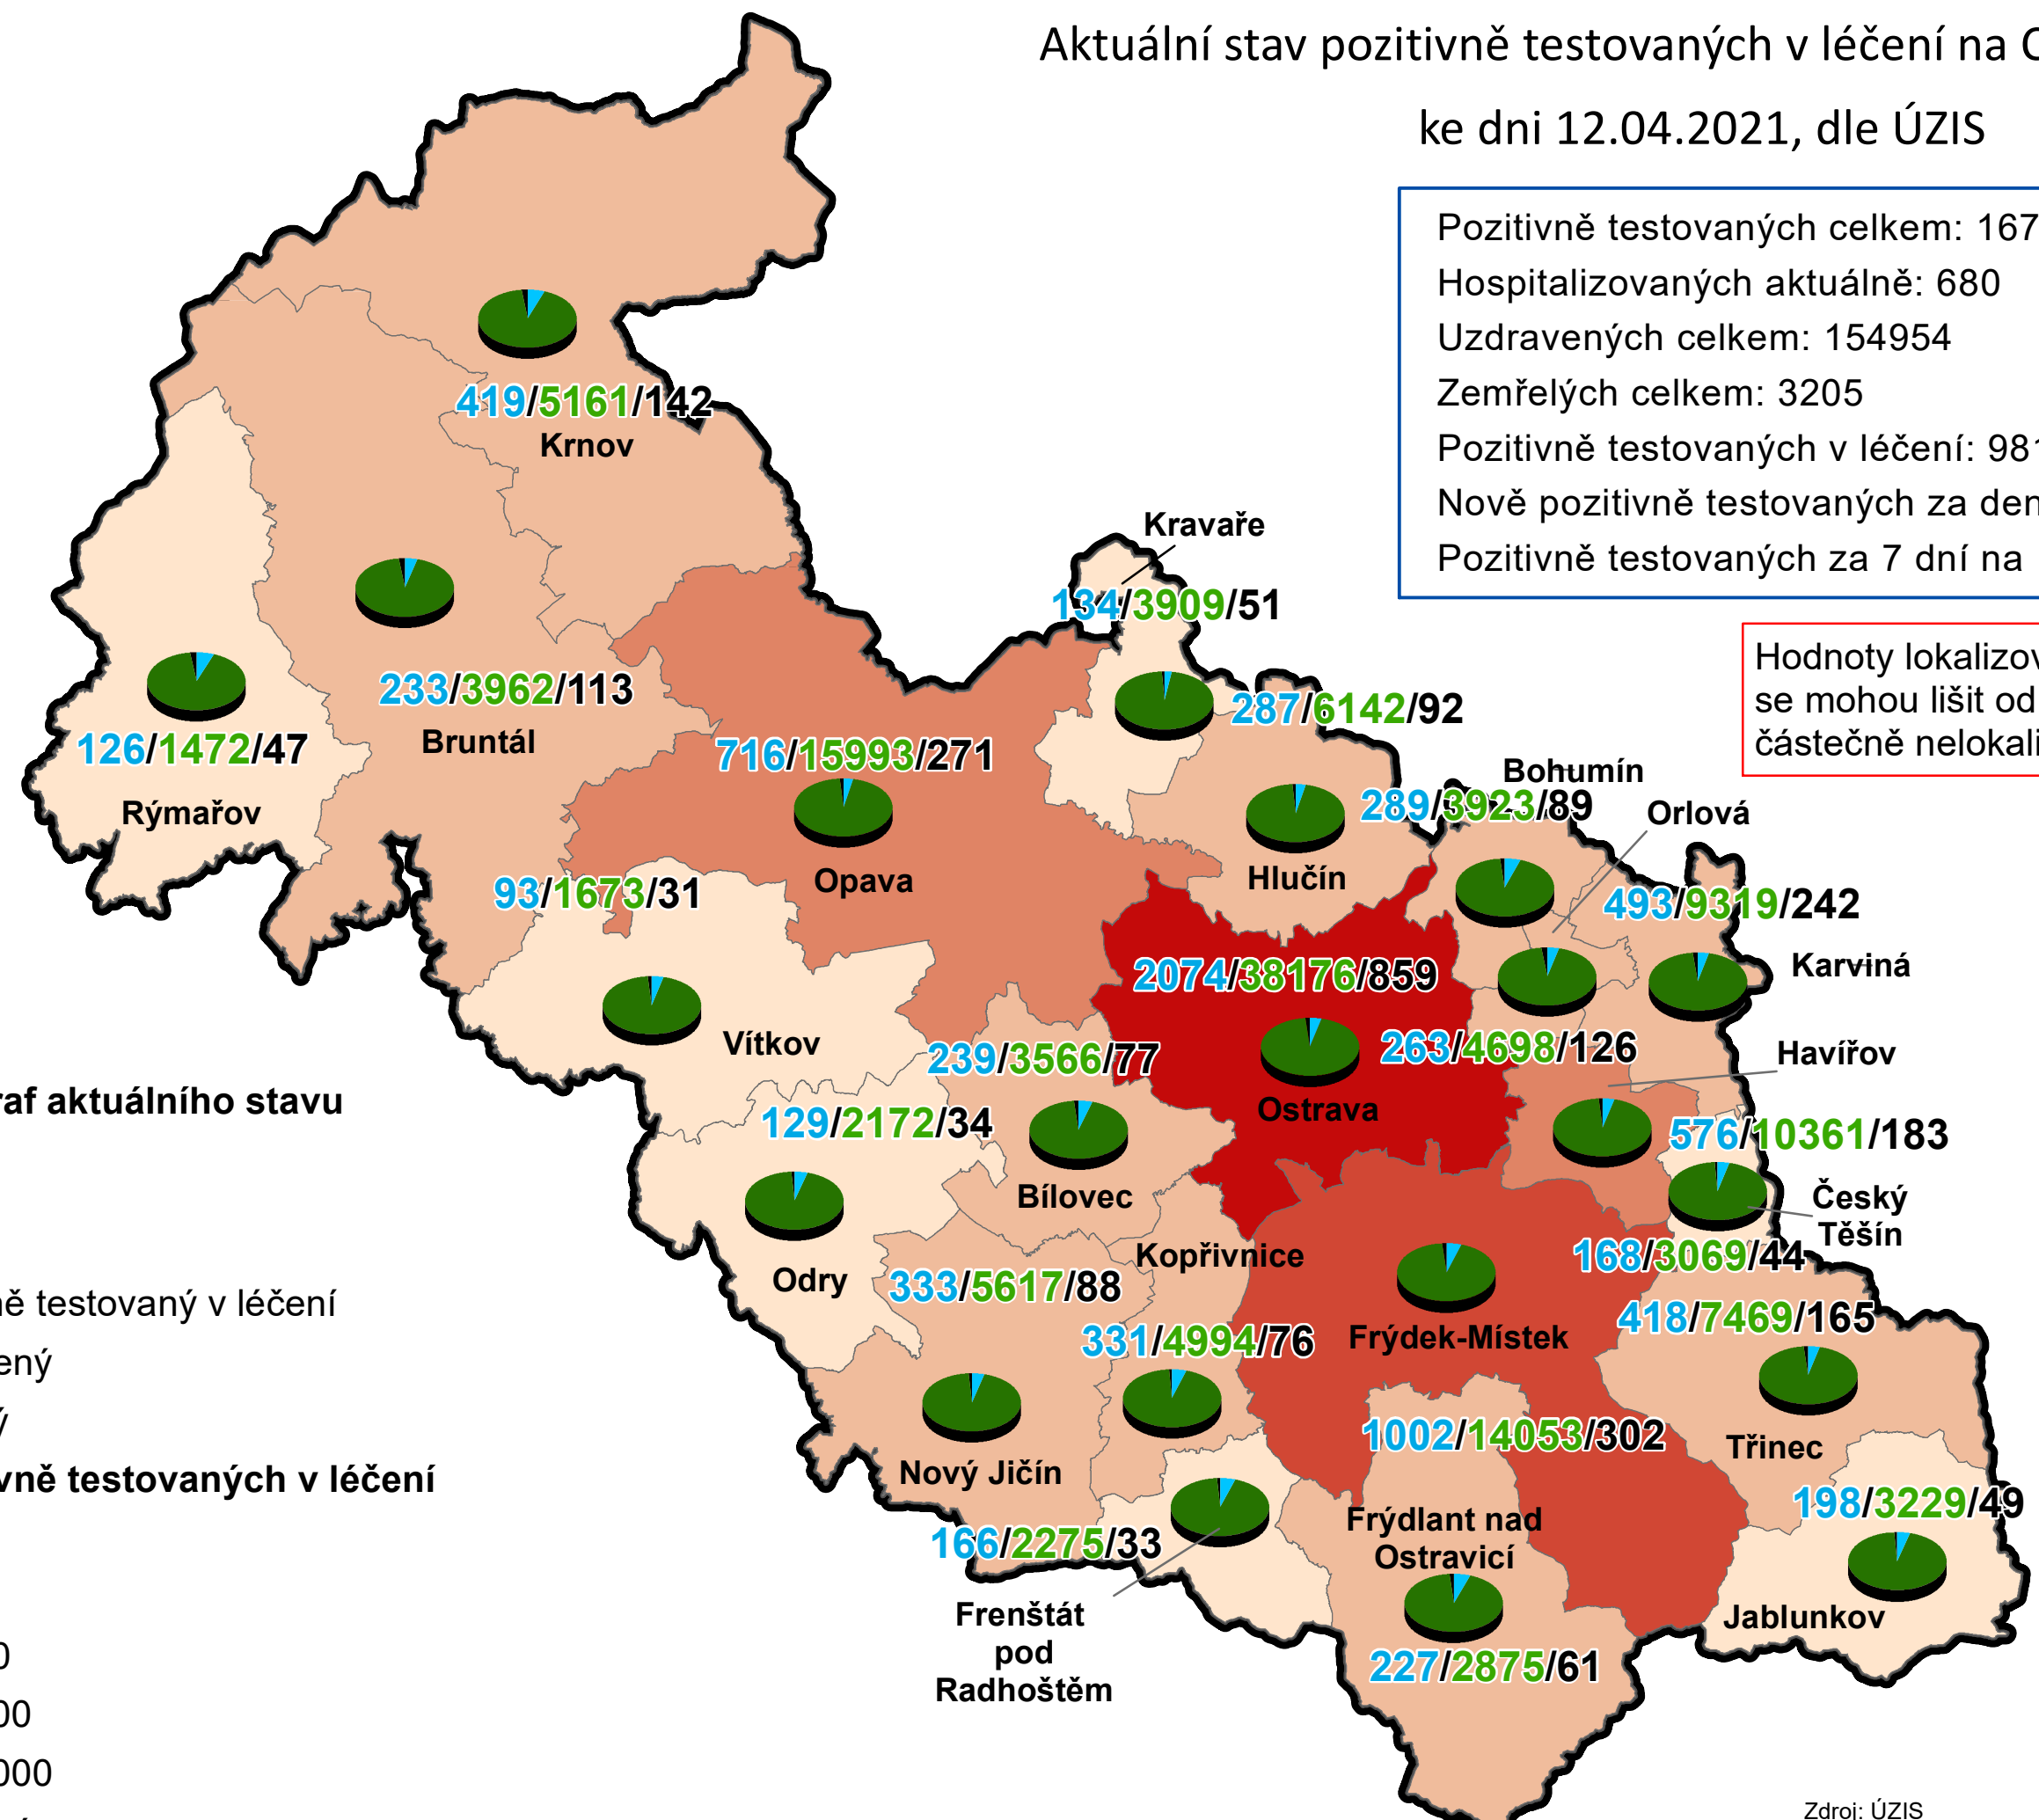 Aktuální stav pozitivně testovaných v léčení na
ke dni 12.04.2021, dle ÚZIS
Pozitivně testovaných celkem: 167
Hospitalizovaných aktuálně: 680
Uzdravených celkem: 154954
Zemřelých celkem: 3205
Pozitivně testovaných v léčení: 981
Nově pozitivně testovaných za den
Pozitivně testovaných za 7 dní na
Hodnoty lokalizov
se mohou lišit od
částečně nelokali
419/5161/142
Krnov
Kravaře
134/3909/51
233/3962/113
Bruntál
126/1472/47
Rýmařov
716/15993/271
Opava
287/6142/92
Hlučín
Bohumín
289/3923/89
Orlová
493/9319/242
Karviná
93/1673/31
Vítkov
2074/38176/859
Ostrava
263/4698/126
Havířov
239/3566/77
Bílovec
129/2172/34
Odry
576/10361/183
Český
Těšín
168/3069/44
Kopřivnice
333/5617/88
Nový Jičín
331/4994/76
Frýdek-Místek
418/7469/165
Třinec
1002/14053/302
198/3229/49
Jablunkov
166/2275/33
Frenštát
pod
Radhoštěm
Frýdlant nad
Ostravicí
227/2875/61
raf aktuálního stavu
ně testovaný v léčení
ený
ý
vně testovaných v léčení
0
00
000
Zdroj: ÚZIS